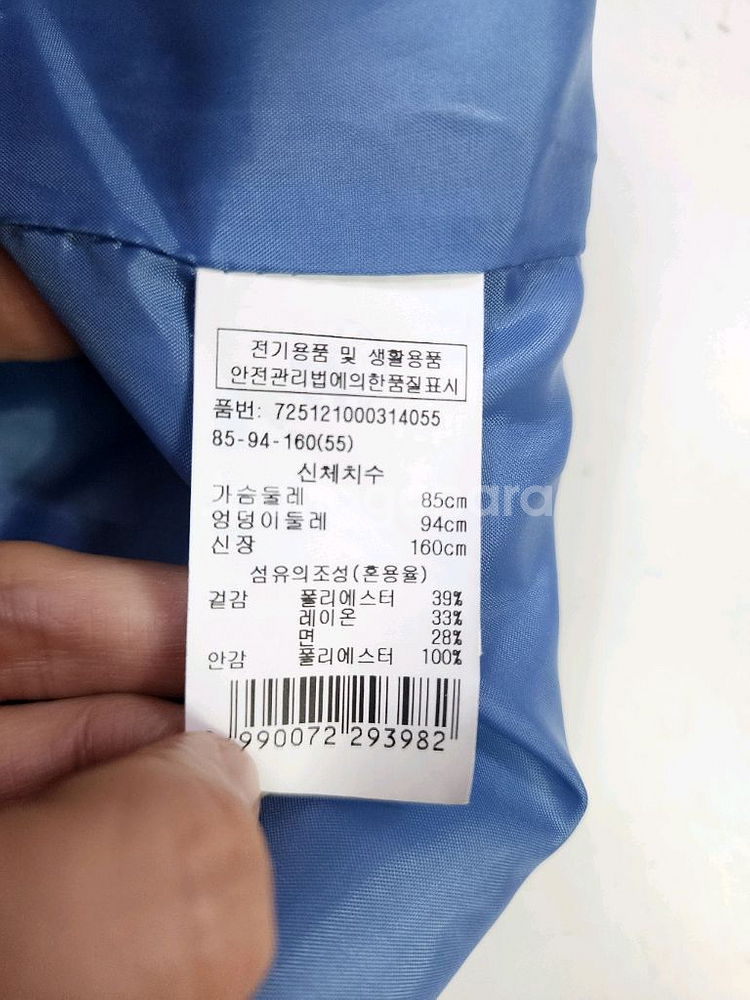 전기용품 및 생활용품
안전관리법에의한품질표시
품번: 725121000314055
85-94-160(55)
신체치수
가슴둘레 85cm
엉덩이둘레 94cm
신장 160cm
섬유의조성(혼용율)
겉감 폴리에스터 39%
레이온 33%
면 28%
안감 폴리에스터 100%
990072 293982